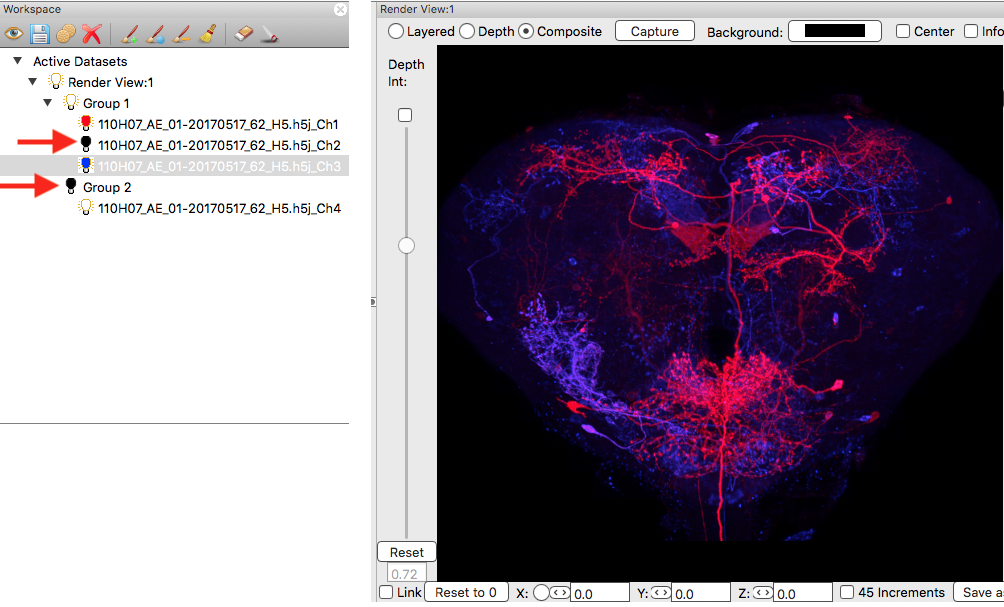 Workspace
Active Datasets
Render View:1
Group 1
110H07_AE_01-20170517_62_H5.h5j_Ch1
110H07_AE_01-20170517_62_H5.h5j_Ch2
110H07_AE_01-20170517_62_H5.h5j_Ch3
Group 2
110H07_AE_01-20170517_62_H5.h5j_Ch4
Render View:1
Layered Depth Composite Capture Background: Center Info
Depth
Int:
Reset
0.72
Link Reset to 0 X: 0.0 Y: 0.0 Z: 0.0 45 Increments Save a